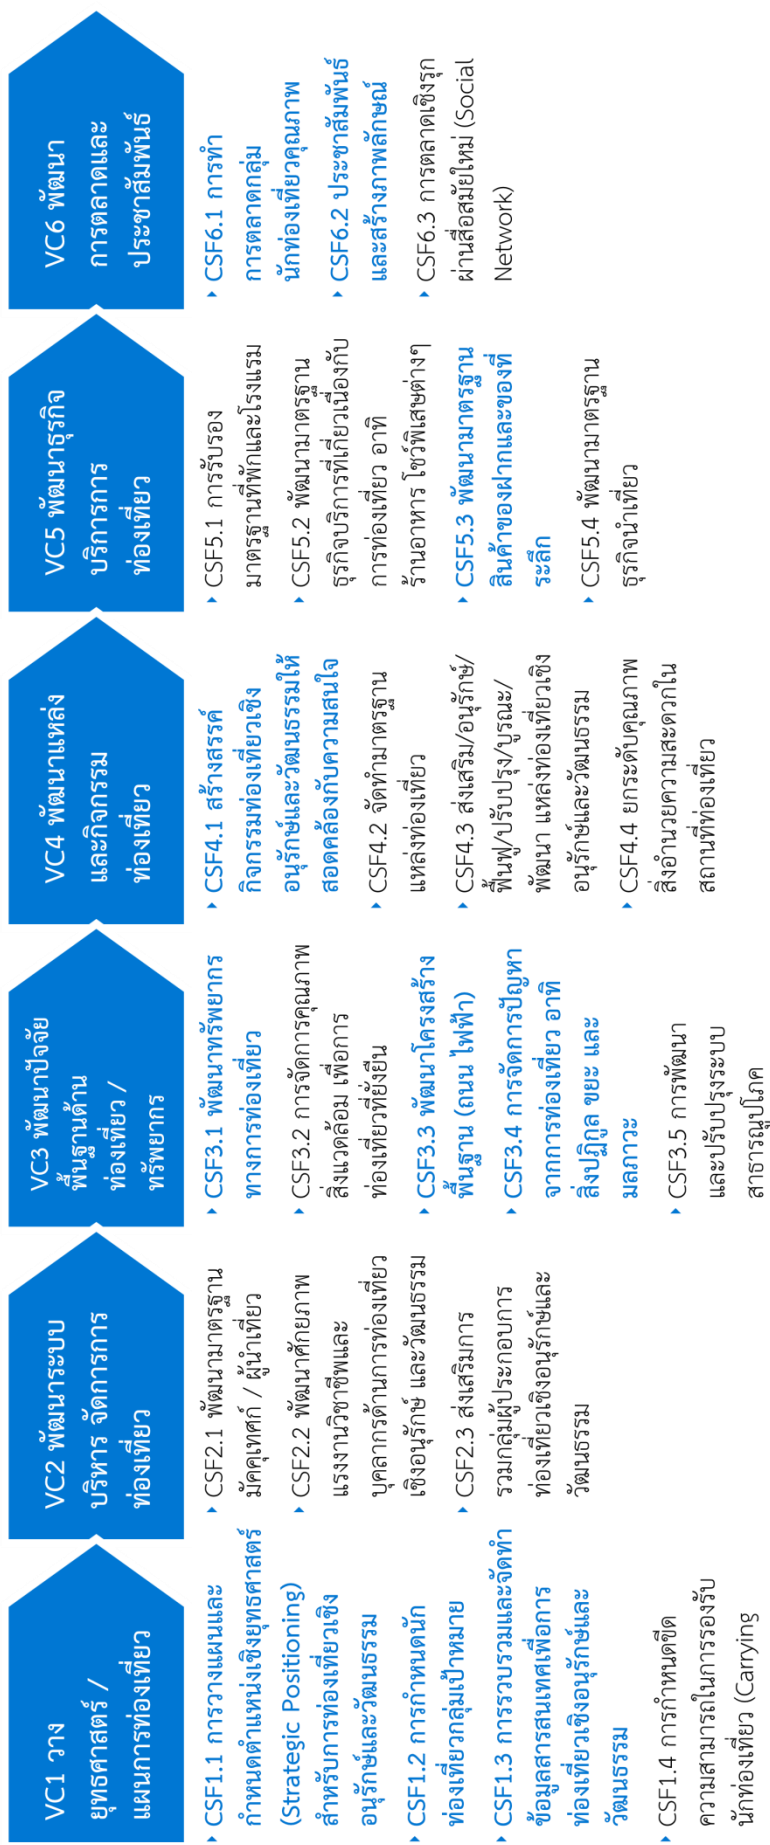 VC1 วาง
ยุทธศาสตร์ /
แผนการท่องเที่ยว
▸ CSF1.1 การวางแผนและ
กำหนดตำแหน่งเชิงยุทธศาสตร์
(Strategic Positioning)
สำหรับการท่องเที่ยวเชิง
อนุรักษ์และวัฒนธรรม
▸ CSF1.2 การกำหนดนัก
ท่องเที่ยวกลุ่มเป้าหมาย
▸ CSF1.3 การรวบรวมและจัดทำ
ข้อมูลสารสนเทศเพื่อการ
ท่องเที่ยวเชิงอนุรักษ์และ
วัฒนธรรม
▸ CSF1.4 การกำหนดขีด
ความสามารถในการรองรับ
นักท่องเที่ยว (Carrying
VC2 พัฒนาระบบ
บริหาร จัดการการ
ท่องเที่ยว
▸ CSF2.1 พัฒนามาตรฐาน
มัคคุเทศก์ / ผู้นำเที่ยว
▸ CSF2.2 พัฒนาศักยภาพ
แรงงานวิชาชีพและ
บุคลากรด้านการท่องเที่ยว
เชิงอนุรักษ์ และวัฒนธรรม
▸ CSF2.3 ส่งเสริมการ
รวมกลุ่มผู้ประกอบการ
ท่องเที่ยวเชิงอนุรักษ์และ
วัฒนธรรม
VC3 พัฒนาปัจจัย
พื้นฐานด้าน
ท่องเที่ยว /
ทรัพยากร
▸ CSF3.1 พัฒนาทรัพยากร
ทางการท่องเที่ยว
▸ CSF3.2 การจัดการคุณภาพ
สิ่งแวดล้อม เพื่อการ
ท่องเที่ยวที่ยั่งยืน
▸ CSF3.3 พัฒนาโครงสร้าง
พื้นฐาน (ถนน ไฟฟ้า)
▸ CSF3.4 การจัดการปัญหา
จากการท่องเที่ยว อาทิ
สิ่งปฏิกูล ขยะ และ
มลภาวะ
▸ CSF3.5 การพัฒนา
และปรับปรุงระบบ
สาธารณูปโภค
VC4 พัฒนาแหล่ง
และกิจกรรม
ท่องเที่ยว
▸ CSF4.1 สร้างสรรค์
กิจกรรมท่องเที่ยวเชิง
อนุรักษ์และวัฒนธรรมให้
สอดคล้องกับความสนใจ
▸ CSF4.2 จัดทำมาตรฐาน
แหล่งท่องเที่ยว
▸ CSF4.3 ส่งเสริม/อนุรักษ์/
ฟื้นฟู/ปรับปรุง/บูรณะ/
พัฒนา แหล่งท่องเที่ยวเชิง
อนุรักษ์และวัฒนธรรม
▸ CSF4.4 ยกระดับคุณภาพ
สิ่งอำนวยความสะดวกใน
สถานที่ท่องเที่ยว
VC5 พัฒนาธุรกิจ
บริการการ
ท่องเที่ยว
▸ CSF5.1 การรับรอง
มาตรฐานที่พักและโรงแรม
▸ CSF5.2 พัฒนามาตรฐาน
ธุรกิจบริการที่เกี่ยวเนื่องกับ
การท่องเที่ยว อาทิ
ร้านอาหาร โชว์พิเศษต่างๆ
▸ CSF5.3 พัฒนามาตรฐาน
สินค้าของฝากและของที่
ระลึก
▸ CSF5.4 พัฒนามาตรฐาน
ธุรกิจนำเที่ยว
VC6 พัฒนา
การตลาดและ
ประชาสัมพันธ์
▸ CSF6.1 การทำ
การตลาดกลุ่ม
นักท่องเที่ยวคุณภาพ
▸ CSF6.2 ประชาสัมพันธ์
และสร้างภาพลักษณ์
▸ CSF6.3 การตลาดเชิงรุก
ผ่านสื่อสมัยใหม่ (Social
Network)